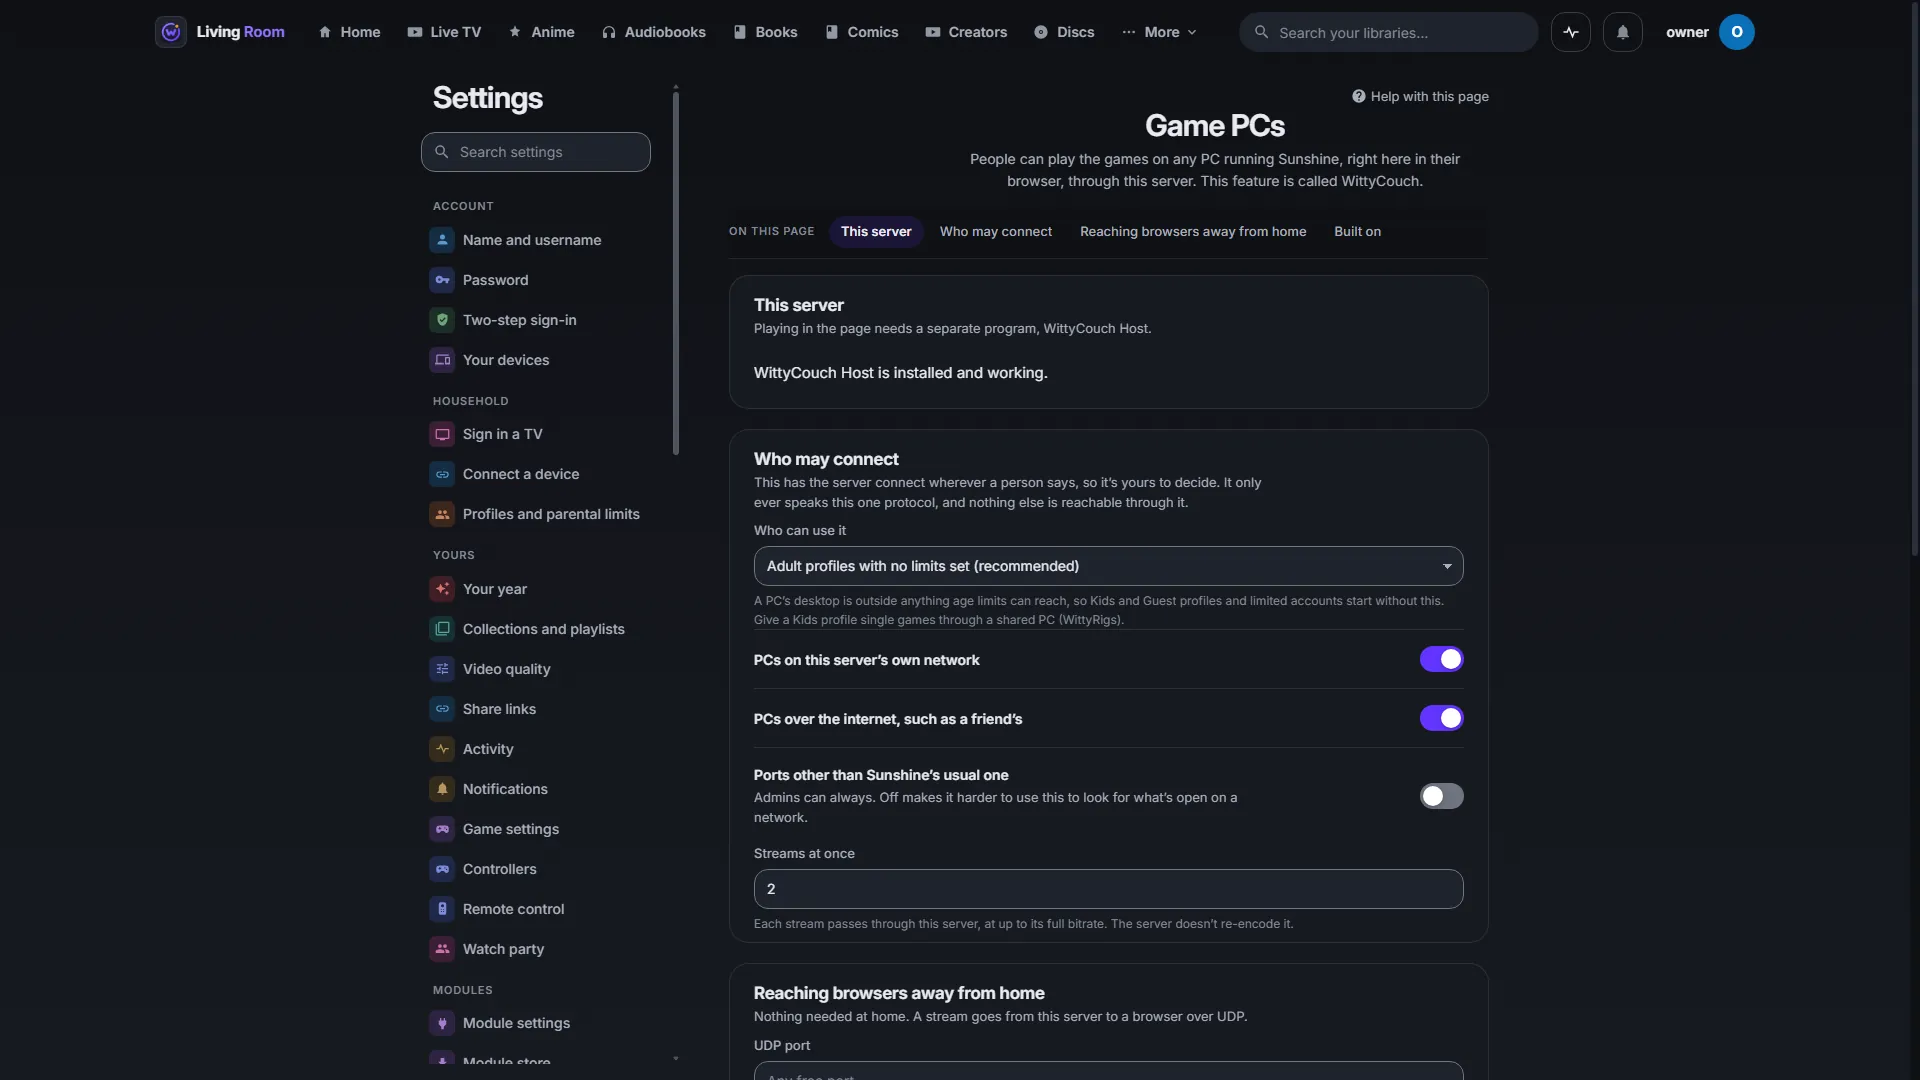 Living Room
Home
Live TV
Anime
Audiobooks
Books
Comics
Creators
Discs
More
Search your libraries...
owner
O
Settings
Search settings
ACCOUNT
Name and username
Password
Two-step sign-in
Your devices
HOUSEHOLD
Sign in a TV
Connect a device
Profiles and parental limits
YOURS
Your year
Collections and playlists
Video quality
Share links
Activity
Notifications
Game settings
Controllers
Remote control
Watch party
MODULES
Module settings
Module store
Help with this page
Game PCs
People can play the games on any PC running Sunshine, right here in their
browser, through this server. This feature is called WittyCouch.
ON THIS PAGE
This server
Who may connect
Reaching browsers away from home
Built on
This server
Playing in the page needs a separate program, WittyCouch Host.
WittyCouch Host is installed and working.
Who may connect
This has the server connect wherever a person says, so it’s yours to decide. It only
ever speaks this one protocol, and nothing else is reachable through it.
Who can use it
Adult profiles with no limits set (recommended)
A PC’s desktop is outside anything age limits can reach, so Kids and Guest profiles and limited accounts start without this.
Give a Kids profile single games through a shared PC (WittyRigs).
PCs on this server’s own network
PCs over the internet, such as a friend’s
Ports other than Sunshine’s usual one
Admins can always. Off makes it harder to use this to look for what’s open on a
network.
Streams at once
2
Each stream passes through this server, at up to its full bitrate. The server doesn’t re-encode it.
Reaching browsers away from home
Nothing needed at home. A stream goes from this server to a browser over UDP.
UDP port
Any free port